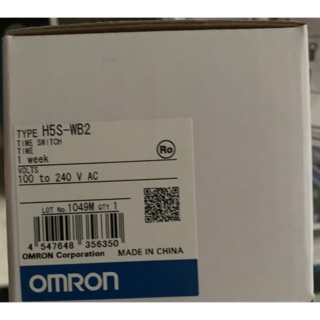 TYPE H5S-WB2
TIME SWITCH
TIME
1 week
Ro
VOLTS
100 to 240 V AC
LOT No. 1049M QTY. 1
4 547648 356350
OMRON Corporation MADE IN CHINA
OMRON